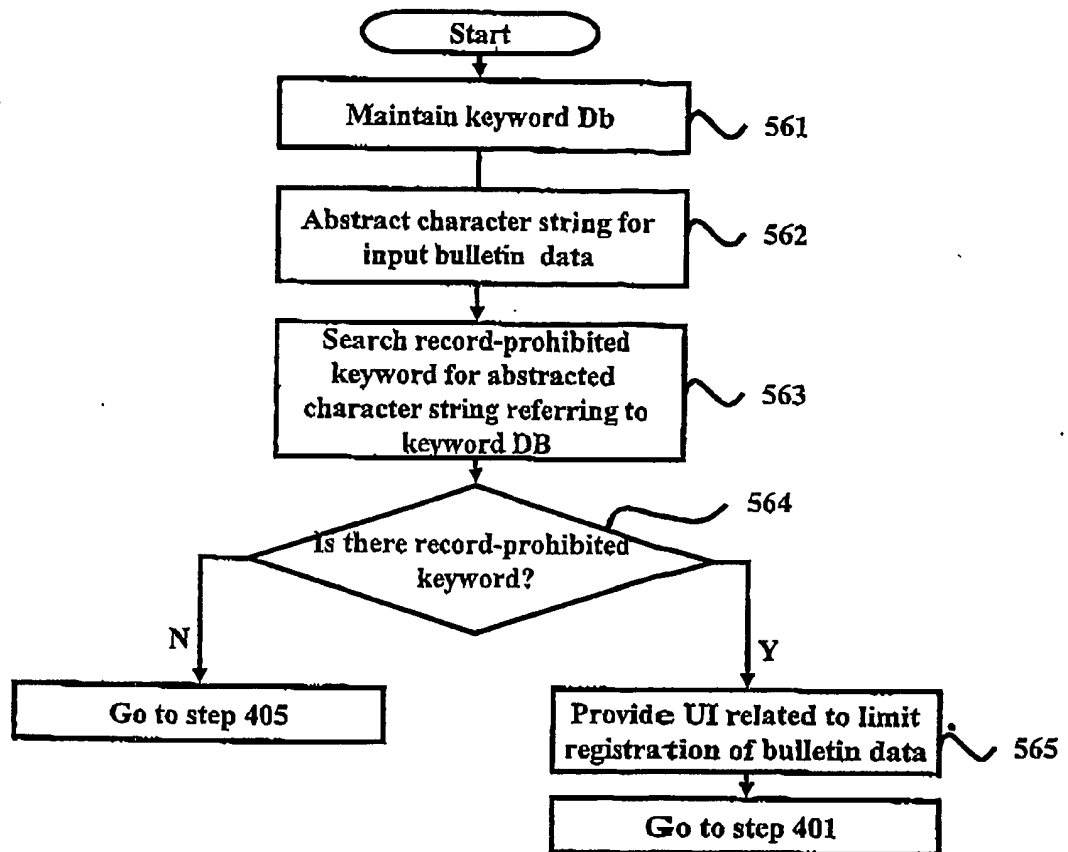 Start
Maintain keyword Db
561
Abstract character string for
input bulletin data
562
Search record-prohibited
keyword for abstracted
character string referring to
keyword DB
563
564
Is there record-prohibited
keyword?
N
Y
Go to step 405
Provide UI related to limit
registration of bulletin data
565
Go to step 401